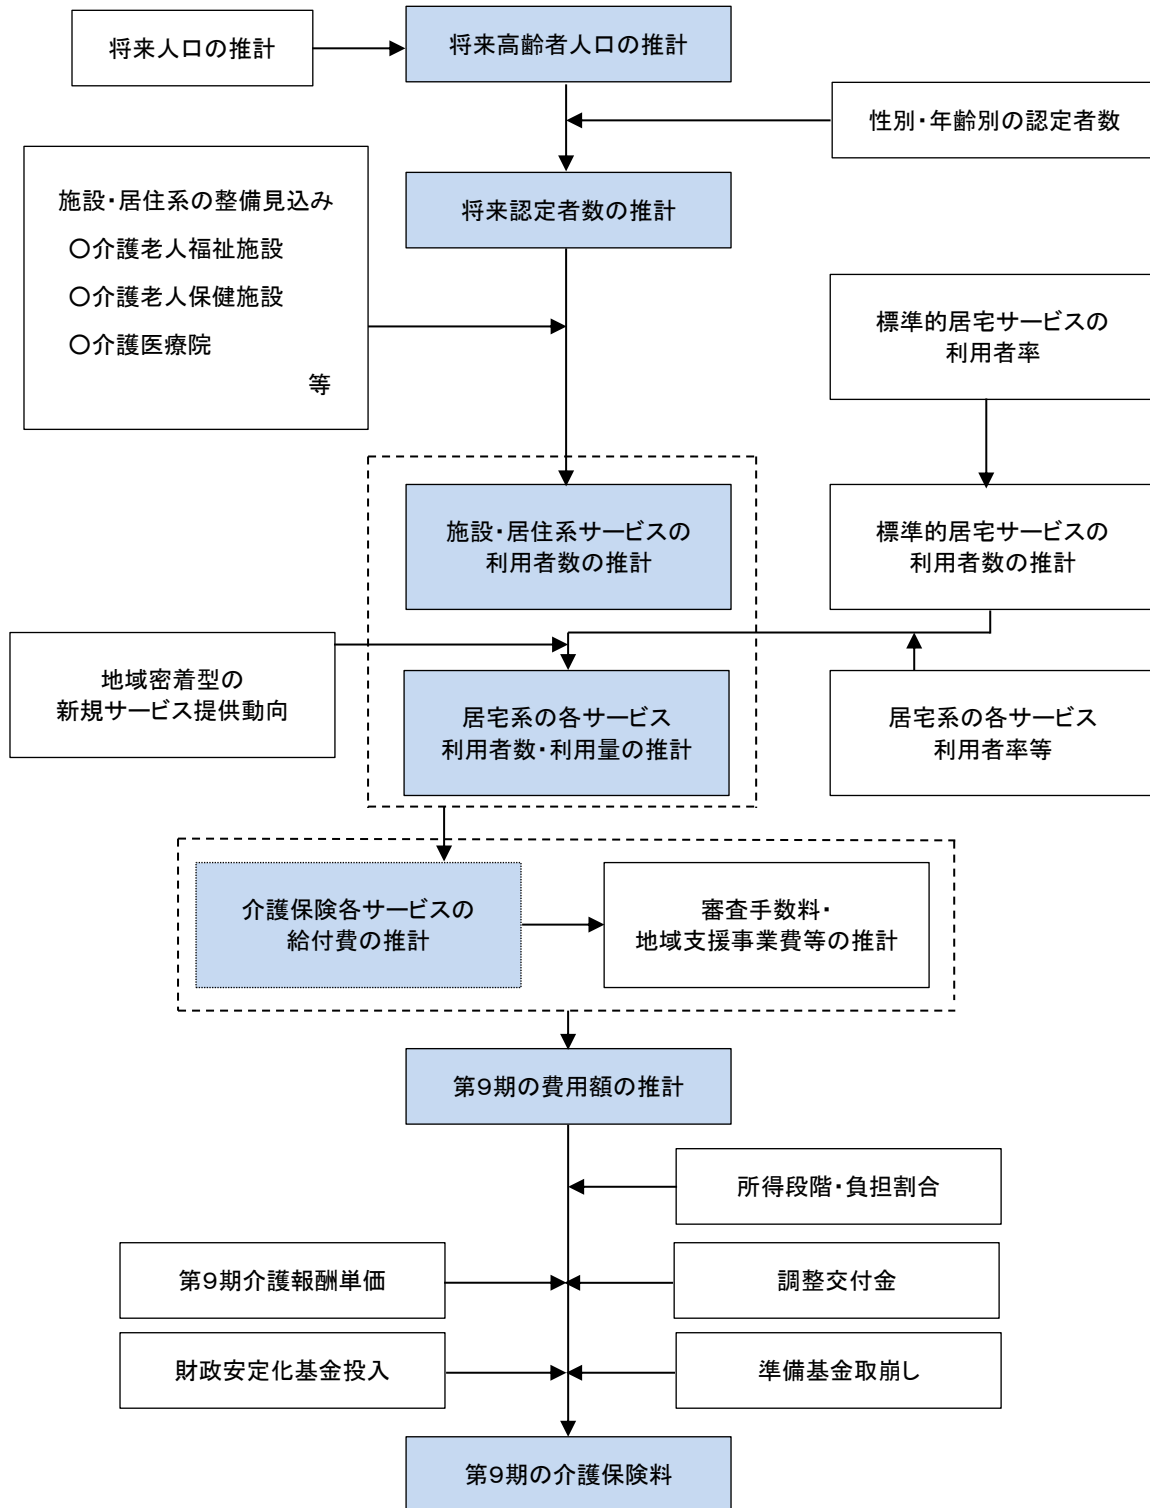 将来人口の推計
将来高齢者人口の推計
性別・年齢別の認定者数
施設・居住系の整備見込み
〇介護老人福祉施設
〇介護老人保健施設
〇介護医療院
等
将来認定者数の推計
標準的居宅サービスの
利用者率
施設・居住系サービスの
利用者数の推計
標準的居宅サービスの
利用者数の推計
地域密着型の
新規サービス提供動向
居宅系の各サービス
利用者数・利用量の推計
居宅系の各サービス
利用者率等
介護保険各サービスの
給付費の推計
審査手数料・
地域支援事業費等の推計
第9期の費用額の推計
所得段階・負担割合
第9期介護報酬単価
調整交付金
財政安定化基金投入
準備基金取崩し
第9期の介護保険料